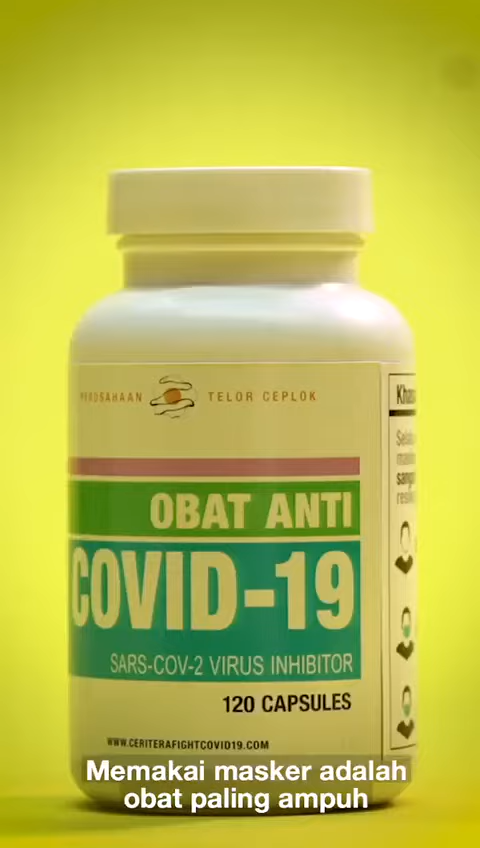 PERUSAHAAN TELOR CEPLOK
OBAT ANTI
COVID-19
SARS-COV-2 VIRUS INHIBITOR
120 CAPSULES
WWW.CERITERAFIGHTCOVID19.COM
Memakai masker adalah
obat paling ampuh